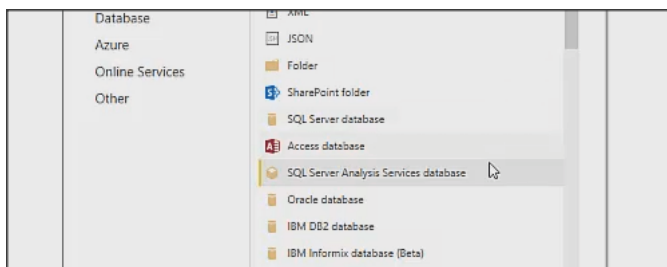 Database
Azure
Online Services
Other
XML
JSON
Folder
SharePoint folder
SQL Server database
Access database
SQL Server Analysis Services database
Oracle database
IBM DB2 database
IBM Informix database (Beta)